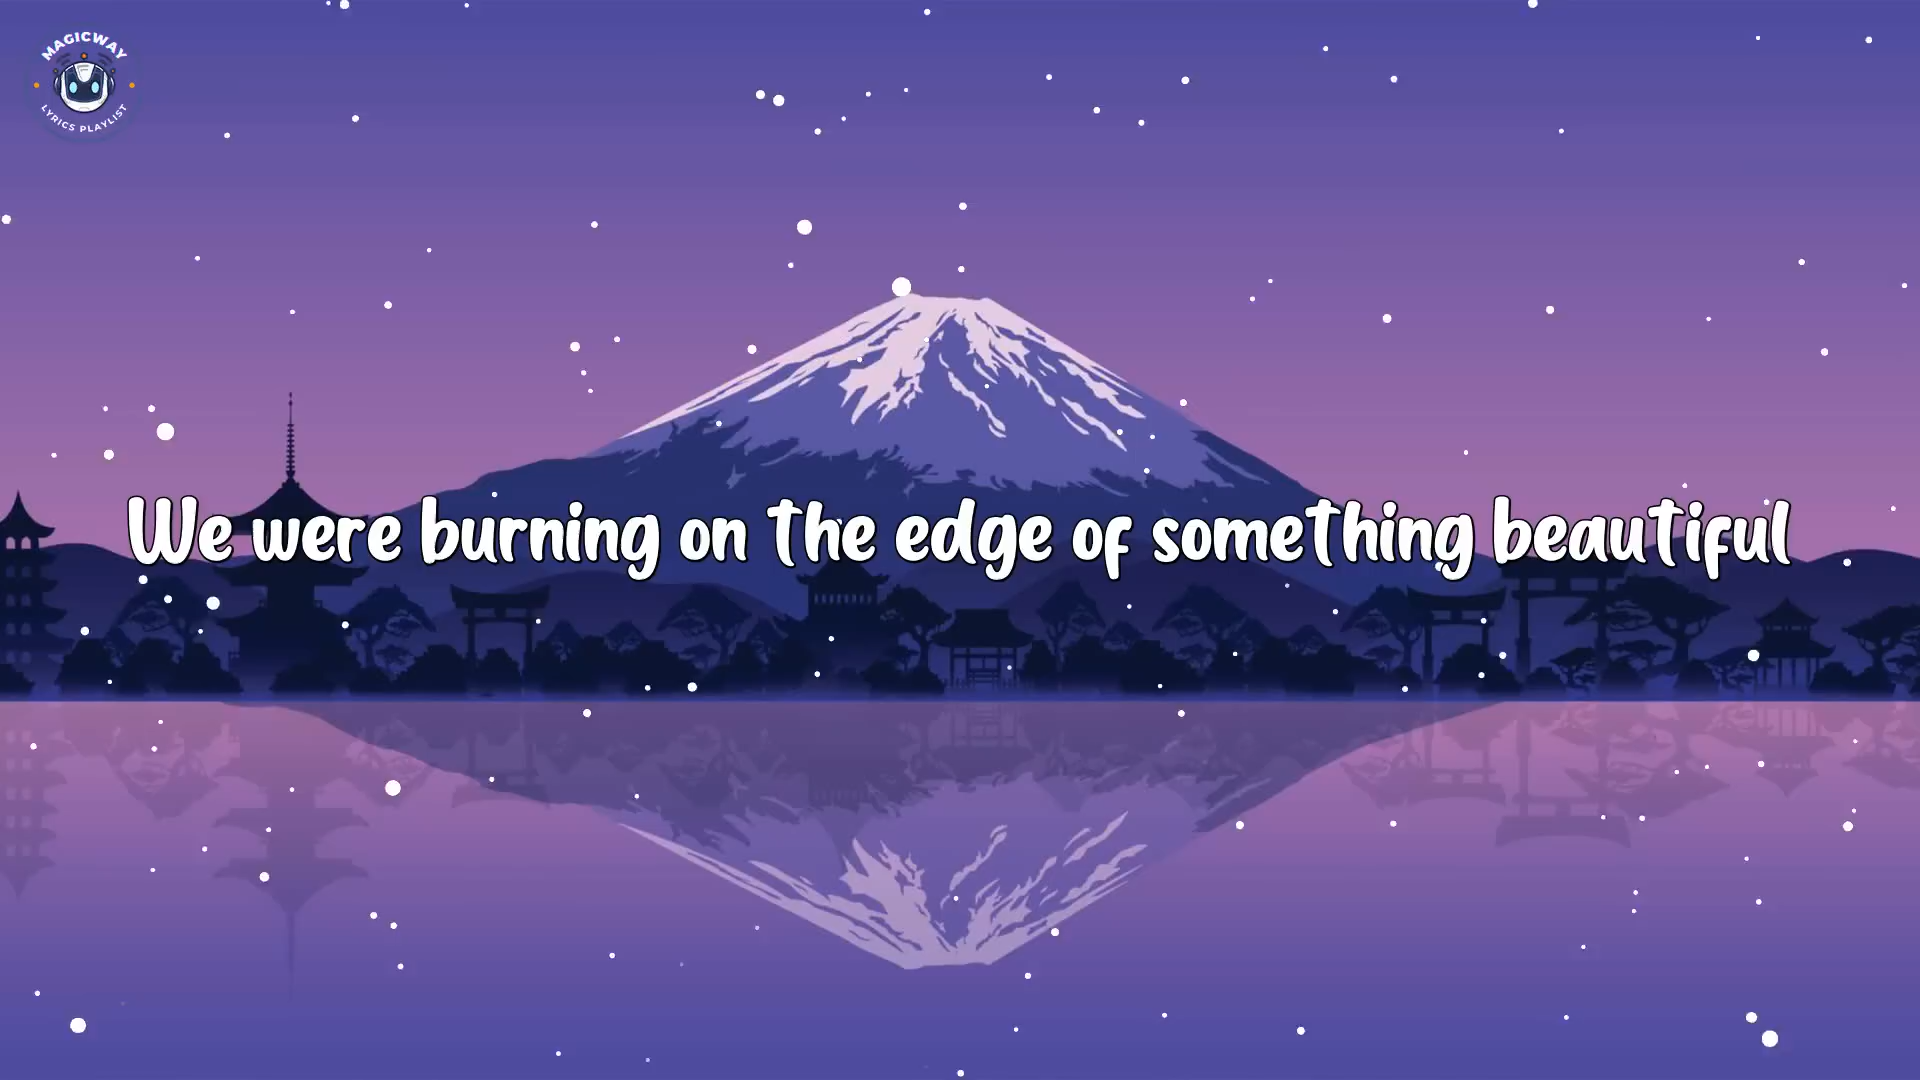 MAGICWAY
LYRICS PLAYLIST
We were burning on the edge of something beautiful